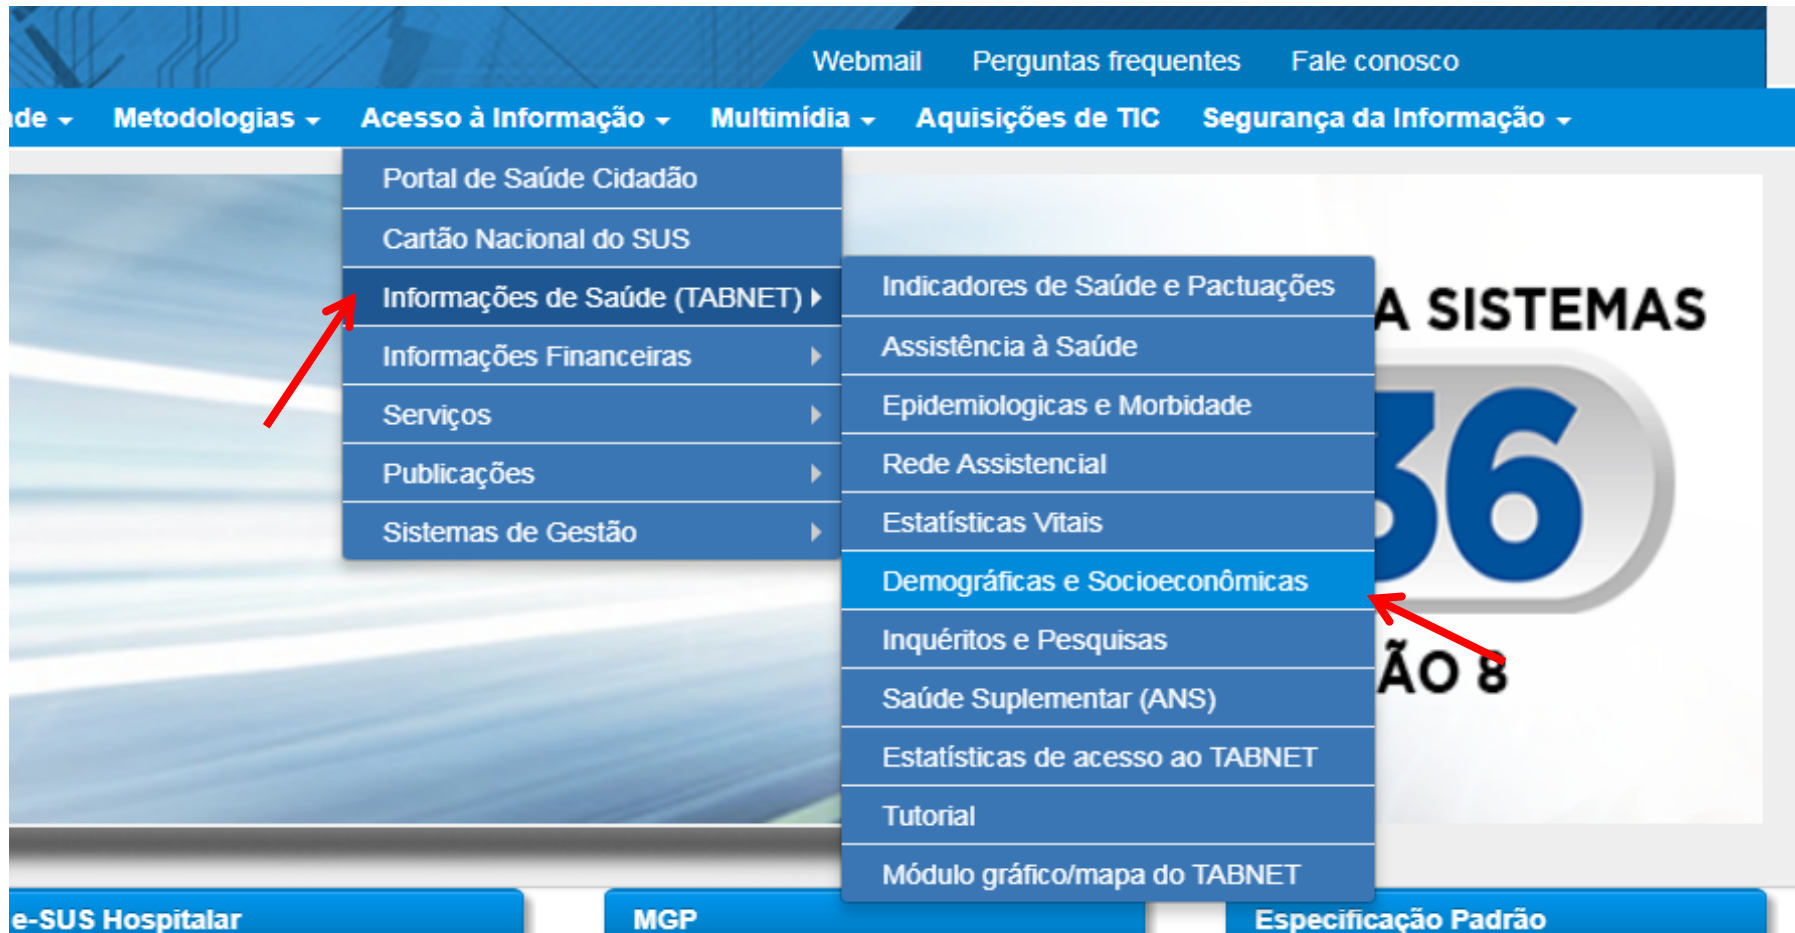 Webmail Perguntas frequentes Fale conosco
Metodologias Acesso à Informação Multimídia Aquisições de TIC Segurança da Informação
Portal de Saúde Cidadão
Cartão Nacional do SUS
Informações de Saúde (TABNET)
Informações Financeiras
Serviços
Publicações
Sistemas de Gestão
Indicadores de Saúde e Pactuações
Assistência à Saúde
Epidemiologicas e Morbidade
Rede Assistencial
Estatísticas Vitais
Demográficas e Socioeconômicas
Inquéritos e Pesquisas
Saúde Suplementar (ANS)
Estatísticas de acesso ao TABNET
Tutorial
Módulo gráfico/mapa do TABNET
A SISTEMAS
36
ÃO 8
e-SUS Hospitalar
MGP
Especificação Padrão